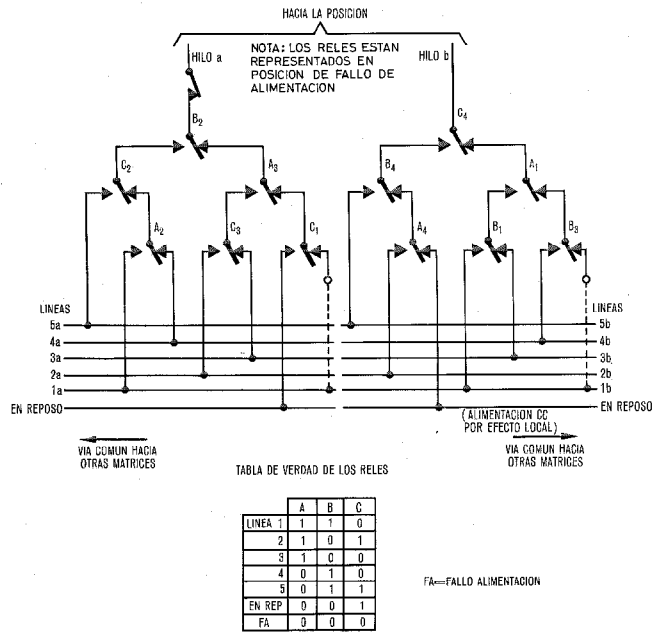 HACIA LA POSICION
HILO a
NOTA: LOS RELES ESTAN
REPRESENTADOS EN
POSICION DE FALLO DE
ALIMENTACION
HILO b
B2
C4
C2
A3
B4
A1
A2
C3
C1
A4
B1
B3
LINEAS
LINEAS
5a
5b
4a
4b
3a
3b
2a
2b
1a
1b
EN REPOSO
EN REPOSO
(ALIMENTACION CC
POR EFECTO LOCAL)
VIA COMUN HACIA
OTRAS MATRICES
VIA COMUN HACIA
OTRAS MATRICES
TABLA DE VERDAD DE LOS RELES
A B C
LINEA 1 1 1 0
2 1 0 1
3 1 0 0
4 0 1 0
5 0 1 1
EN REP 0 0 1
FA 0 0 0
FA=FALLO ALIMENTACION